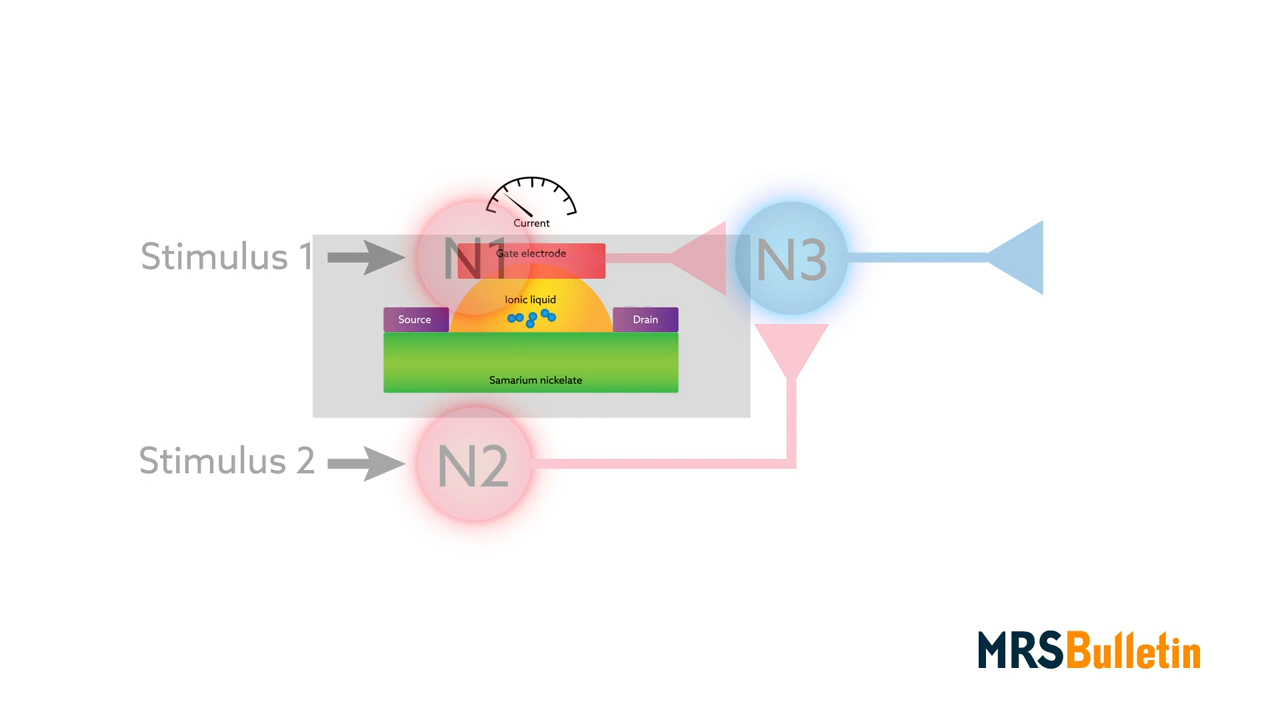 Current
Stimulus 1
N1
Gate electrode
N3
Ionic liquid
Source
Drain
Samarium nickelate
Stimulus 2
N2
MRSBulletin